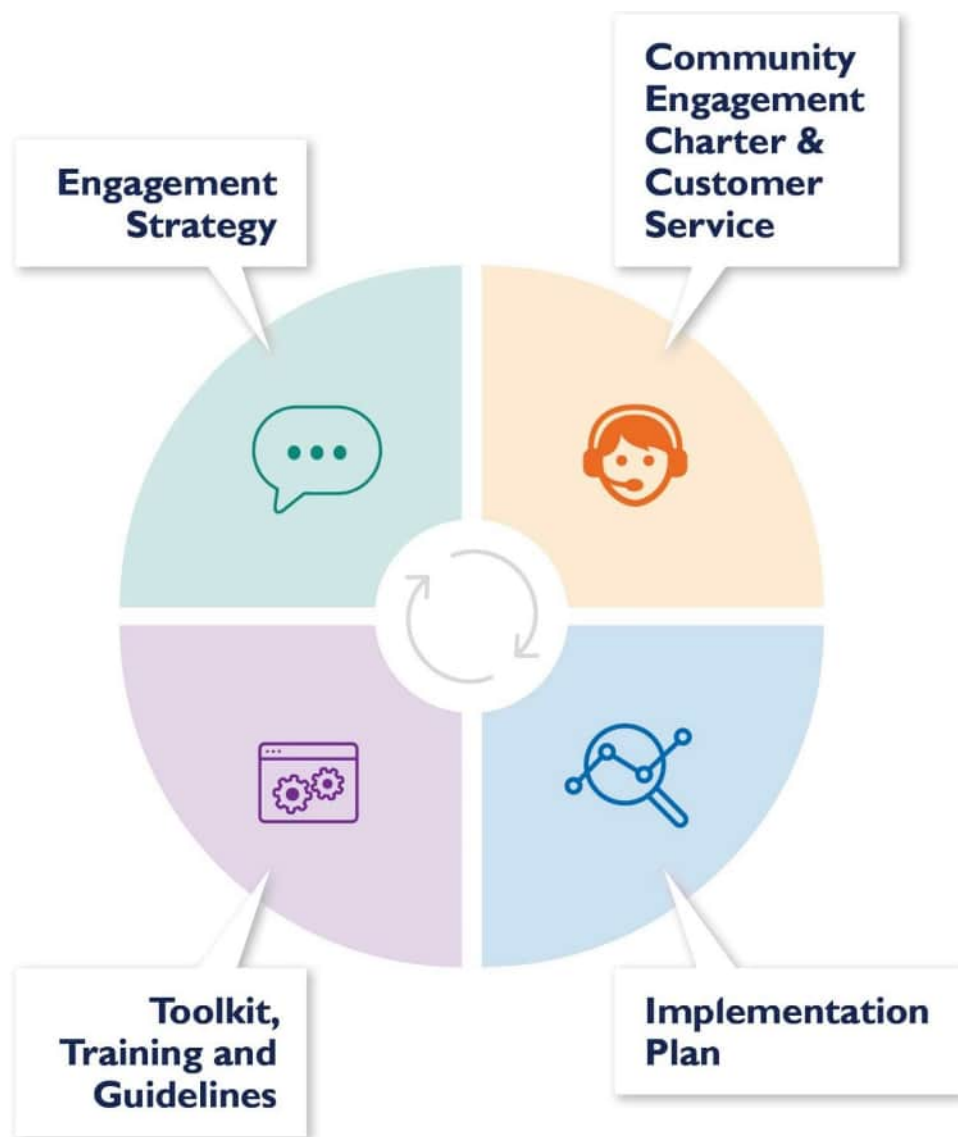 Engagement
Strategy
Community
Engagement
Charter &
Customer
Service
Toolkit,
Training and
Guidelines
Implementation
Plan